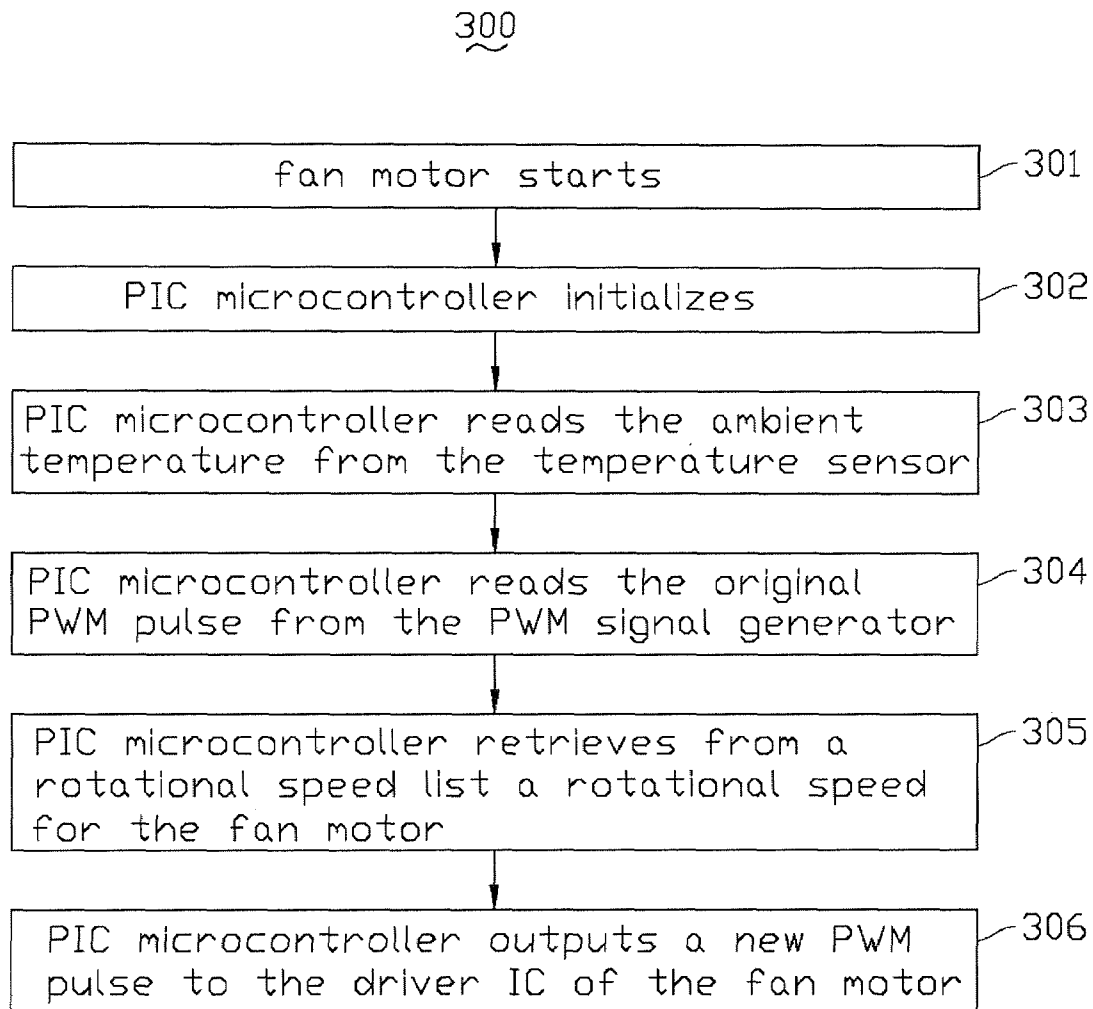 300
fan motor starts
301
PIC microcontroller initializes
302
PIC microcontroller reads the ambient
temperature from the temperature sensor
303
PIC microcontroller reads the original
PWM pulse from the PWM signal generator
304
PIC microcontroller retrieves from a
rotational speed list a rotational speed
for the fan motor
305
PIC microcontroller outputs a new PWM
pulse to the driver IC of the fan motor
306